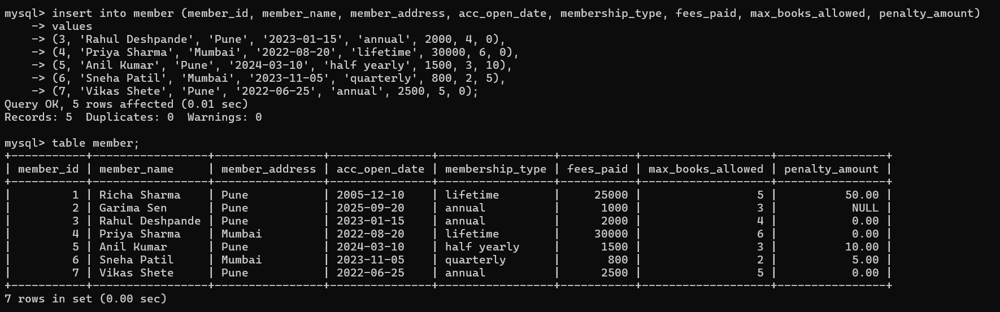 mysql> insert into member (member_id, member_name, member_address, acc_open_date, membership_type, fees_paid, max_books_allowed, penalty_amount)
    -> values
    -> (3, 'Rahul Deshpande', 'Pune', '2023-01-15', 'annual', 2000, 4, 0),
    -> (4, 'Priya Sharma', 'Mumbai', '2022-08-20', 'lifetime', 30000, 6, 0),
    -> (5, 'Anil Kumar', 'Pune', '2024-03-10', 'half yearly', 1500, 3, 10),
    -> (6, 'Sneha Patil', 'Mumbai', '2023-11-05', 'quarterly', 800, 2, 5),
    -> (7, 'Vikas Shete', 'Pune', '2022-06-25', 'annual', 2500, 5, 0);
Query OK, 5 rows affected (0.01 sec)
Records: 5  Duplicates: 0  Warnings: 0

mysql> table member;
+-----------+-----------------+----------------+---------------+-----------------+-----------+-------------------+----------------+
| member_id | member_name     | member_address | acc_open_date | membership_type | fees_paid | max_books_allowed | penalty_amount |
+-----------+-----------------+----------------+---------------+-----------------+-----------+-------------------+----------------+
|         1 | Richa Sharma    | Pune           | 2005-12-10    | lifetime        |     25000 |                 5 |          50.00 |
|         2 | Garima Sen      | Pune           | 2025-09-20    | annual          |      1000 |                 3 |           NULL |
|         3 | Rahul Deshpande | Pune           | 2023-01-15    | annual          |      2000 |                 4 |           0.00 |
|         4 | Priya Sharma    | Mumbai         | 2022-08-20    | lifetime        |     30000 |                 6 |           0.00 |
|         5 | Anil Kumar      | Pune           | 2024-03-10    | half yearly     |      1500 |                 3 |          10.00 |
|         6 | Sneha Patil     | Mumbai         | 2023-11-05    | quarterly       |       800 |                 2 |           5.00 |
|         7 | Vikas Shete     | Pune           | 2022-06-25    | annual          |      2500 |                 5 |           0.00 |
+-----------+-----------------+----------------+---------------+-----------------+-----------+-------------------+----------------+
7 rows in set (0.00 sec)